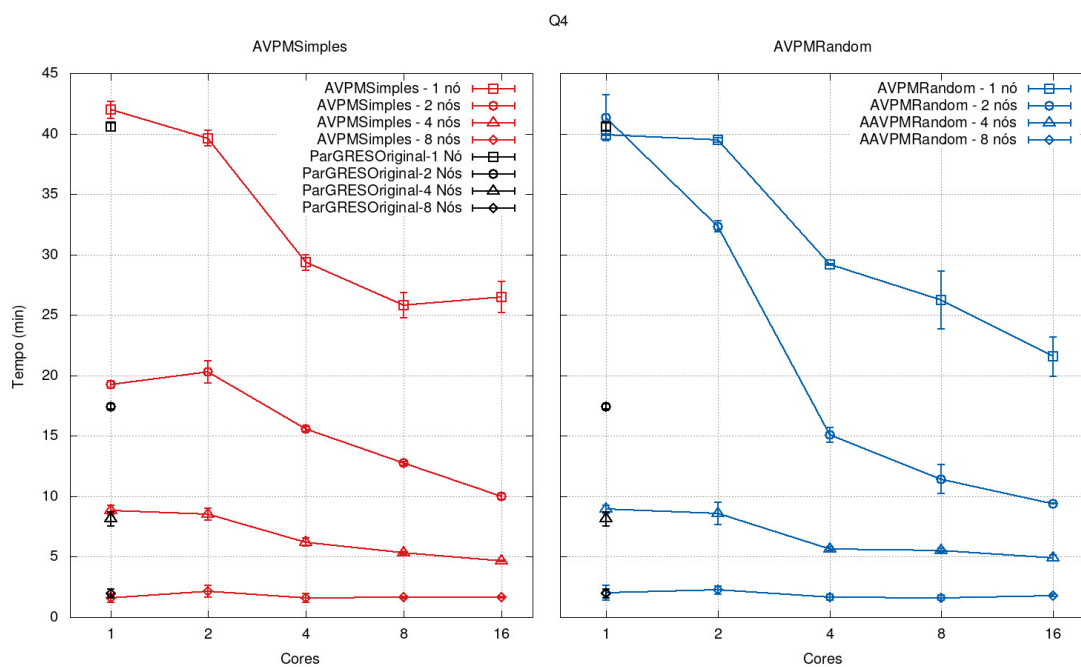 Q4
AVPMSimples
AVPMRandom
45
40
35
30
25
20
15
10
5
0
Tempo (min)
AVPMSimples - 1 nó
AVPMSimples - 2 nós
AVPMSimples - 4 nós
AVPMSimples - 8 nós
ParGRESOriginal-1 Nó
ParGRESOriginal-2 Nós
ParGRESOriginal-4 Nós
ParGRESOriginal-8 Nós
AVPMRandom - 1 nó
AVPMRandom - 2 nós
AAVPMRandom - 4 nós
AAVPMRandom - 8 nós
1 2 4 8 16
1 2 4 8 16
Cores
Cores